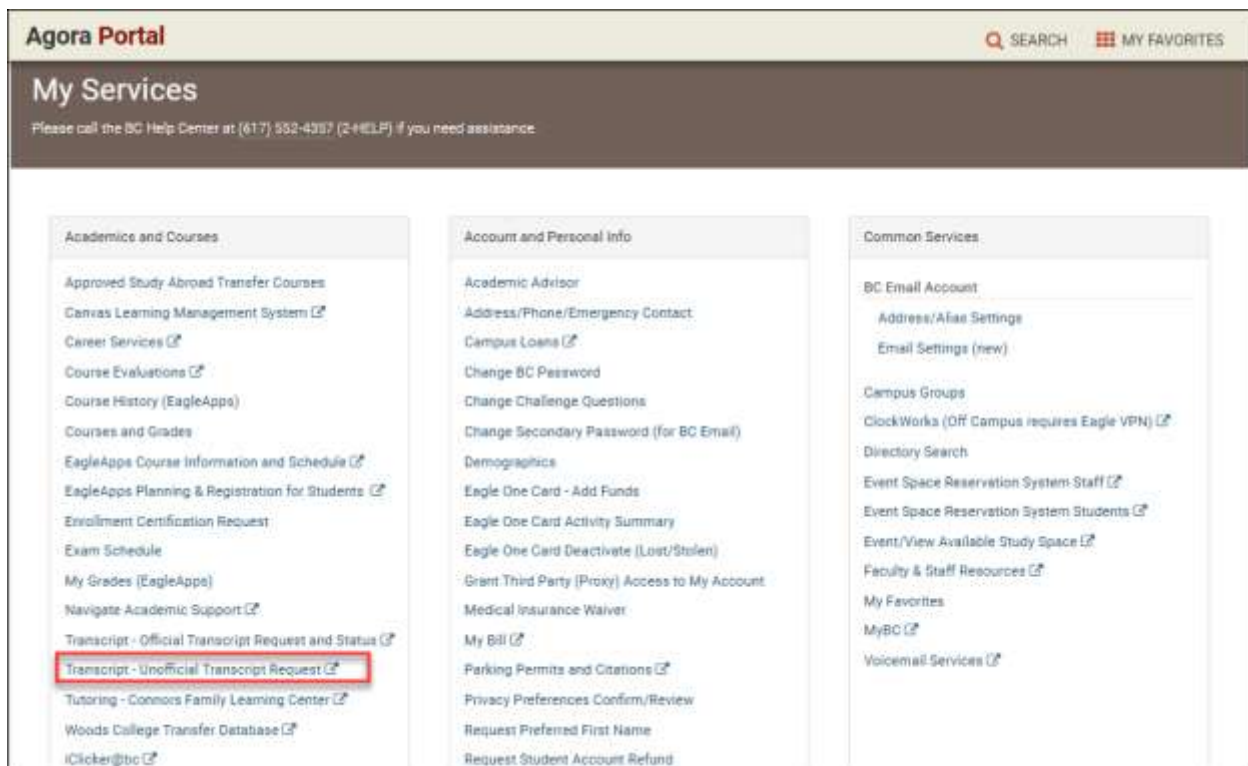 Agora Portal
SEARCH MY FAVORITES
My Services
Please call the BC Help Center at (617) 552-4357 (2-HELP) if you need assistance
Academics and Courses
Approved Study Abroad Transfer Courses
Canvas Learning Management System
Career Services
Course Evaluations
Course History (EagleApps)
Courses and Grades
EagleApps Course Information and Schedule
EagleApps Planning & Registration for Students
Enrollment Certification Request
Exam Schedule
My Grades (EagleApps)
Navigate Academic Support
Transcript - Official Transcript Request and Status
Transcript - Unofficial Transcript Request
Tutoring - Connors Family Learning Center
Woods College Transfer Database
iClicker@bc
Account and Personal Info
Academic Advisor
Address/Phone/Emergency Contact
Campus Loans
Change BC Password
Change Challenge Questions
Change Secondary Password (for BC Email)
Demographics
Eagle One Card - Add Funds
Eagle One Card Activity Summary
Eagle One Card Deactivate (Lost/Stolen)
Grant Third Party (Proxy) Access to My Account
Medical Insurance Waiver
My Bill
Parking Permits and Citations
Privacy Preferences Confirm/Review
Request Preferred First Name
Request Student Account Refund
Common Services
BC Email Account
Address/Alias Settings
Email Settings (new)
Campus Groups
ClockWorks (Off Campus requires Eagle VPN)
Directory Search
Event Space Reservation System Staff
Event Space Reservation System Students
Event/View Available Study Space
Faculty & Staff Resources
My Favorites
MyBC
Voicemail Services